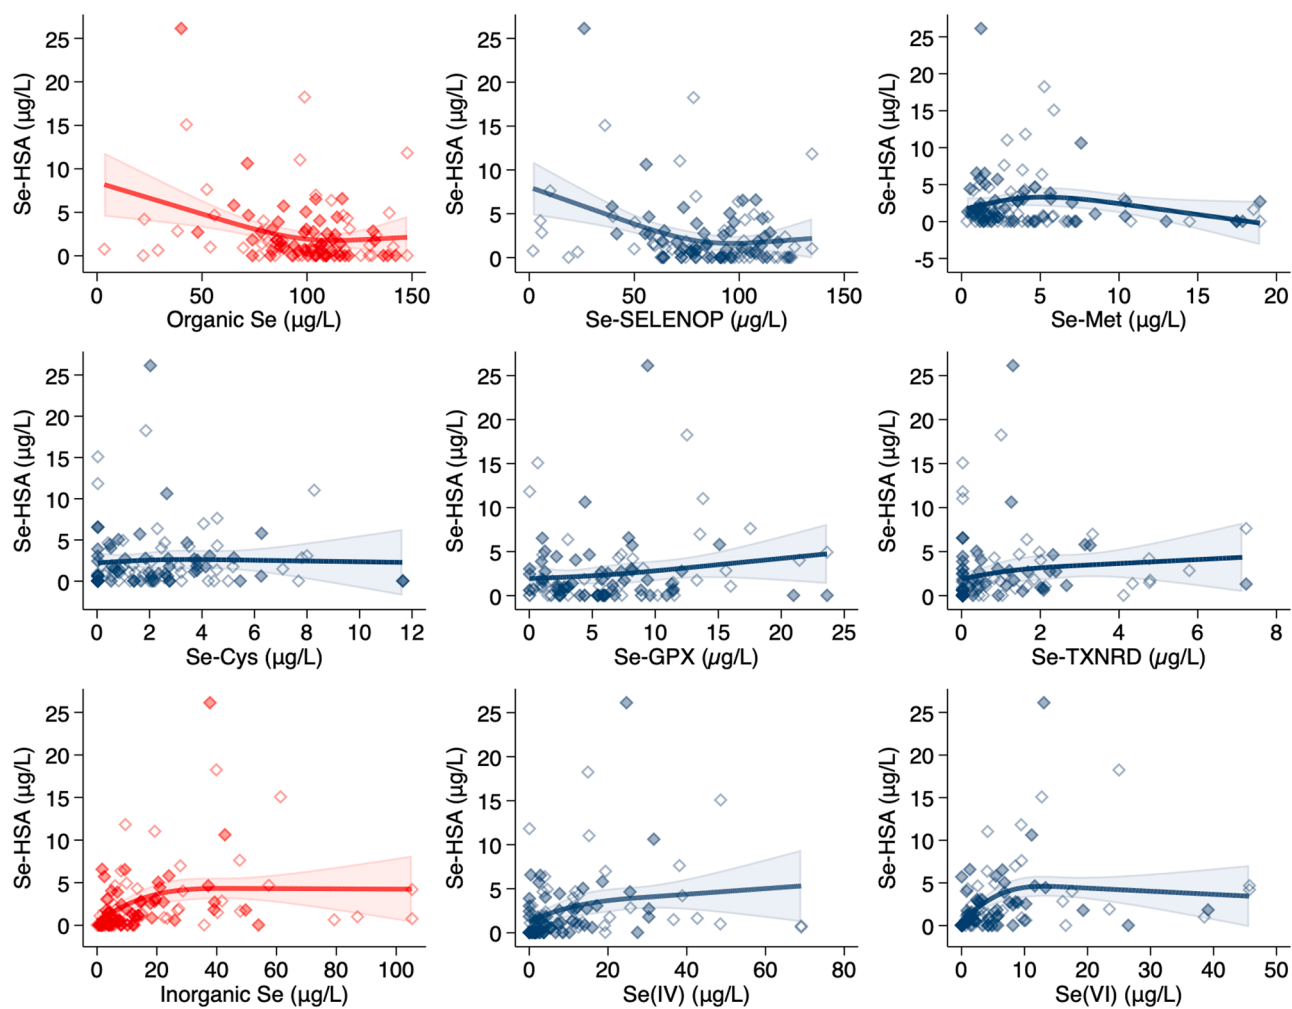 Se-HSA (µg/L)
25
20
15
10
5
0
0 50 100 150
Organic Se (µg/L)
Se-HSA (µg/L)
25
20
15
10
5
0
0 50 100 150
Se-SELENOP (µg/L)
Se-HSA (µg/L)
25
20
15
10
5
0
-5
0 5 10 15 20
Se-Met (µg/L)
Se-HSA (µg/L)
25
20
15
10
5
0
0 2 4 6 8 10 12
Se-Cys (µg/L)
Se-HSA (µg/L)
25
20
15
10
5
0
0 5 10 15 20 25
Se-GPX (µg/L)
Se-HSA (µg/L)
25
20
15
10
5
0
0 2 4 6 8
Se-TXNRD (µg/L)
Se-HSA (µg/L)
25
20
15
10
5
0
0 20 40 60 80 100
Inorganic Se (µg/L)
Se-HSA (µg/L)
25
20
15
10
5
0
0 20 40 60 80
Se(IV) (µg/L)
Se-HSA (µg/L)
25
20
15
10
5
0
0 10 20 30 40 50
Se(VI) (µg/L)